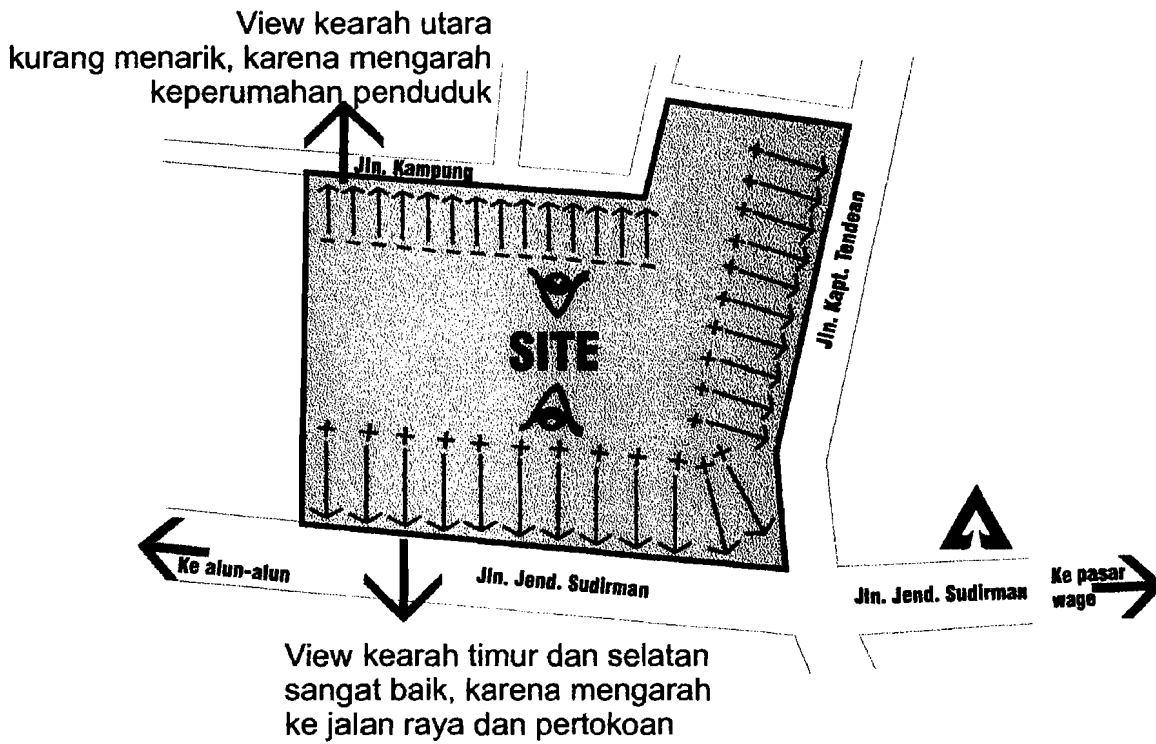 View kearah utara
kurang menarik, karena mengarah
keperumahan penduduk
Jln. Kampung
Jln. Kapt. Tendean
SITE
Ke alun-alun
Jln. Jend. Sudirman
Jln. Jend. Sudirman
Ke pasar
wage
View kearah timur dan selatan
sangat baik, karena mengarah
ke jalan raya dan pertokoan